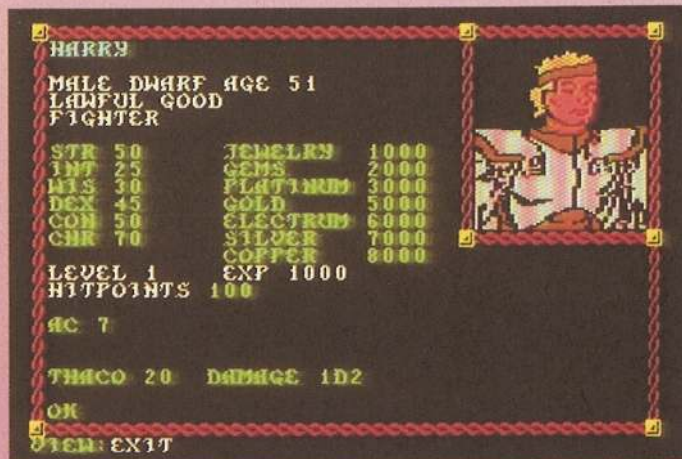 HARRY
MALE DWARF AGE 51
LAWFUL GOOD
FIGHTER
STR 50 JEWELRY 1000
INT 25 GEMS 2000
WIS 30 PLATINUM 3000
DEX 45 GOLD 5000
CON 50 ELECTRUM 6000
CHR 70 SILVER 7000
COPPER 8000
LEVEL 1 EXP 1000
HITPOINTS 100
AC 7
THACO 20 DAMAGE 1D2
OK
VIEW: EXIT